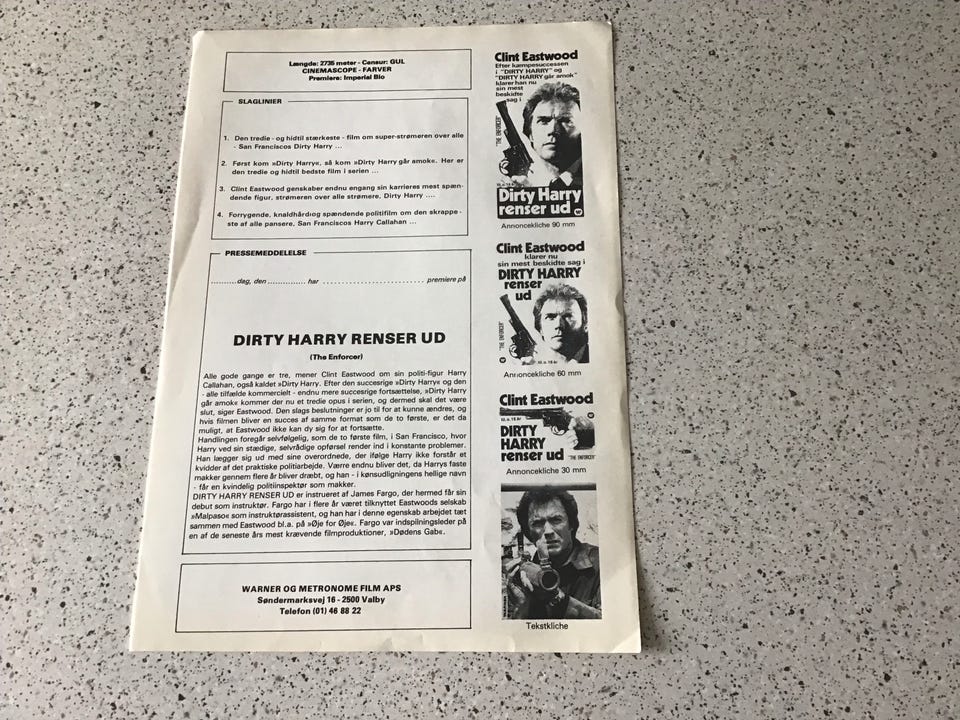 Længde: 2735 meter - Censur: GUL
CINEMASCOPE - FARVER
Premiere: Imperial Bio
SLAGLINIER
1. Den tredie - og hidtil stærkeste - film om super-strømeren over alle
- San Franciscos Dirty Harry ...
2. Først kom »Dirty Harry«, så kom »Dirty Harry går amok«. Her er
den tredie og hidtil bedste film i serien ...
3. Clint Eastwood genskaber endnu engang sin karrieres mest spæn-
dende figur, strømeren over alle strømere, Dirty Harry ....
4. Forrygende, knaldhård og spændende politifilm om den skrappe-
ste af alle pansere, San Franciscos Harry Callahan ...
PRESSEMEDDELELSE
..........dag, den .............. har .......................... premiere på
DIRTY HARRY RENSER UD
(The Enforcer)
Alle gode gange er tre, mener Clint Eastwood om sin politi-figur Harry
Callahan, også kaldet »Dirty Harry. Efter den succesrige »Dirty Harry« og den
- alle tilfælde kommercielt - endnu mere succesrige fortsættelse, »Dirty Harry
går amok« kommer der nu et tredie opus i serien, og dermed skal det være
slut, siger Eastwood. Den slags beslutninger er jo til for at kunne ændres, og
hvis filmen bliver en succes af samme format som de to første, er det da
muligt, at Eastwood ikke kan dy sig for at fortsætte.
Handlingen foregår selvfølgelig, som de to første film, i San Francisco, hvor
Harry ved sin stædige, selvrådige opførsel render ind i konstante problemer.
Han lægger sig ud med sine overordnede, der ifølge Harry ikke forstår et
kvidder af det praktiske politiarbejde. Værre endnu bliver det, da Harrys faste
makker gennem flere år bliver dræbt, og han - i kønsudligningens hellige navn
- får en kvindelig politiinspektør som makker.
DIRTY HARRY RENSER UD er instrueret af James Fargo, der hermed får sin
debut som instruktør. Fargo har i flere år været tilknyttet Eastwoods selskab
»Malpaso« som instruktørassistent, og han har i denne egenskab arbejdet tæt
sammen med Eastwood bl.a. på »Øje for Øje«. Fargo var indspilningsleder på
en af de seneste års mest krævende filmproduktioner, »Dødens Gab«.
WARNER OG METRONOME FILM APS
Søndermarksvej 16 - 2500 Valby
Telefon (01) 46 88 22
Clint Eastwood
Efter kæmpesuccessen
i "DIRTY HARRY" og
"DIRTY HARRY går amok"
klarer han nu
sin mest
beskidte
sag i
"THE ENFORCER"
Dirty Harry
renser ud
Annoncekliche 90 mm
Clint Eastwood
klarer nu
sin mest beskidte sag i
DIRTY HARRY
renser
ud
"THE ENFORCER"
Annoncekliche 60 mm
Clint Eastwood
DIRTY
HARRY
renser ud "THE ENFORCER"
Annoncekliche 30 mm
Tekstkliche